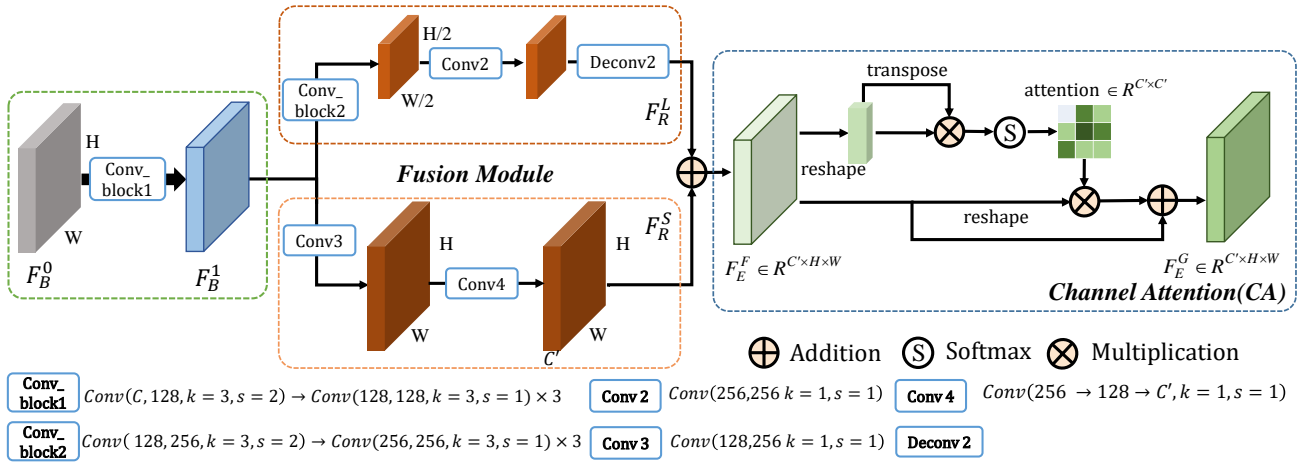 H
Conv_
block1
W
F_B^0
F_B^1
Conv_
block2
H/2
W/2
Conv2
Deconv2
F_R^L
Fusion Module
Conv3
H
W
Conv4
H
W
C′
F_R^S
reshape
transpose
S
attention ∈ R^{C′×C′}
reshape
F_E^F ∈ R^{C′×H×W}
F_E^G ∈ R^{C′×H×W}
Channel Attention(CA)
Addition
S Softmax
Multiplication
Conv_
block1
Conv(C, 128, k = 3, s = 2) → Conv(128, 128, k = 3, s = 1) × 3
Conv 2
Conv(256,256 k = 1, s = 1)
Conv 4
Conv(256 → 128 → C′, k = 1, s = 1)
Conv_
block2
Conv( 128, 256, k = 3, s = 2) → Conv(256, 256, k = 3, s = 1) × 3
Conv 3
Conv(128,256 k = 1, s = 1)
Deconv 2